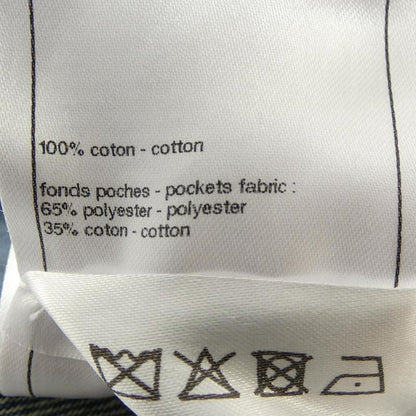 100% coton - cotton
fonds poches - pockets fabric :
65% polyester - polyester
35% coton - cotton